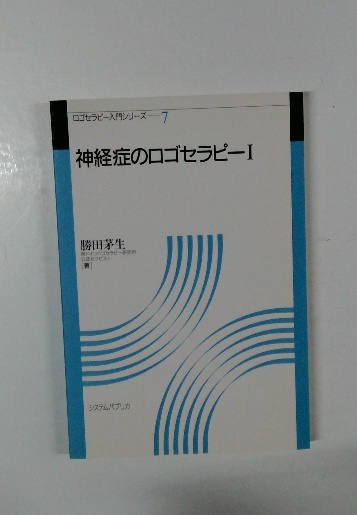 ロゴセラピー入門シリーズ——7
神経症のロゴセラピーⅠ
勝田茅生
[著]
システムパブリカ